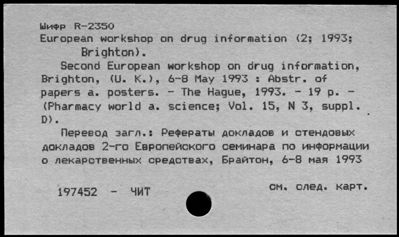 Шифр R-2350
European workshop on drug information (2; 1993;
Brighton).
Second European workshop on drug information,
Brighton, (U. K.), 6-8 May 1993 : Abstr. of
papers a. posters. - The Hague, 1993. - 19 p. -
(Pharmacy world a. science; Vol. 15, N 3, suppl.
D).
Перевод загл.: Рефераты докладов и стендовых
докладов 2-го Европейского семинара по информации
о лекарственных средствах, Брайтон, 6-8 мая 1993
197452 - ЧИТ см. след. карт.